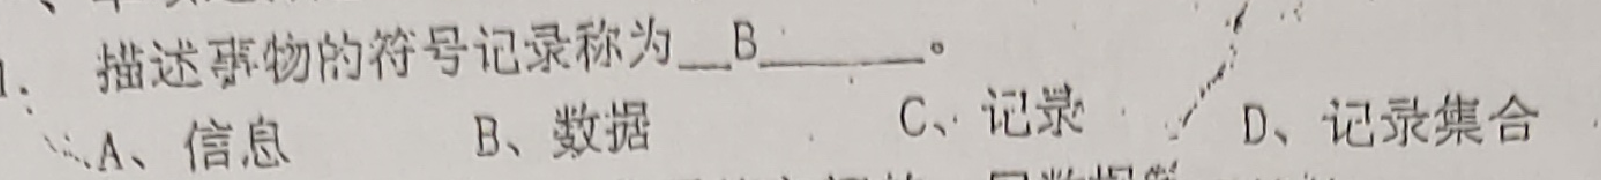 1. 描述事物的符号记录称为__B______。
A、信息 B、数据 C、记录 D、记录集合